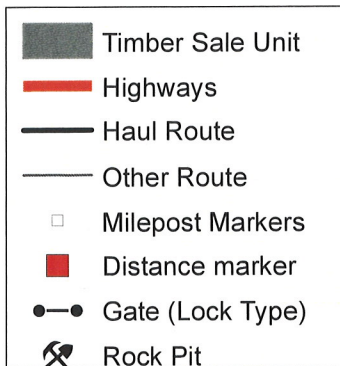 Timber Sale Unit
Highways
Haul Route
Other Route
Milepost Markers
Distance marker
Gate (Lock Type)
Rock Pit